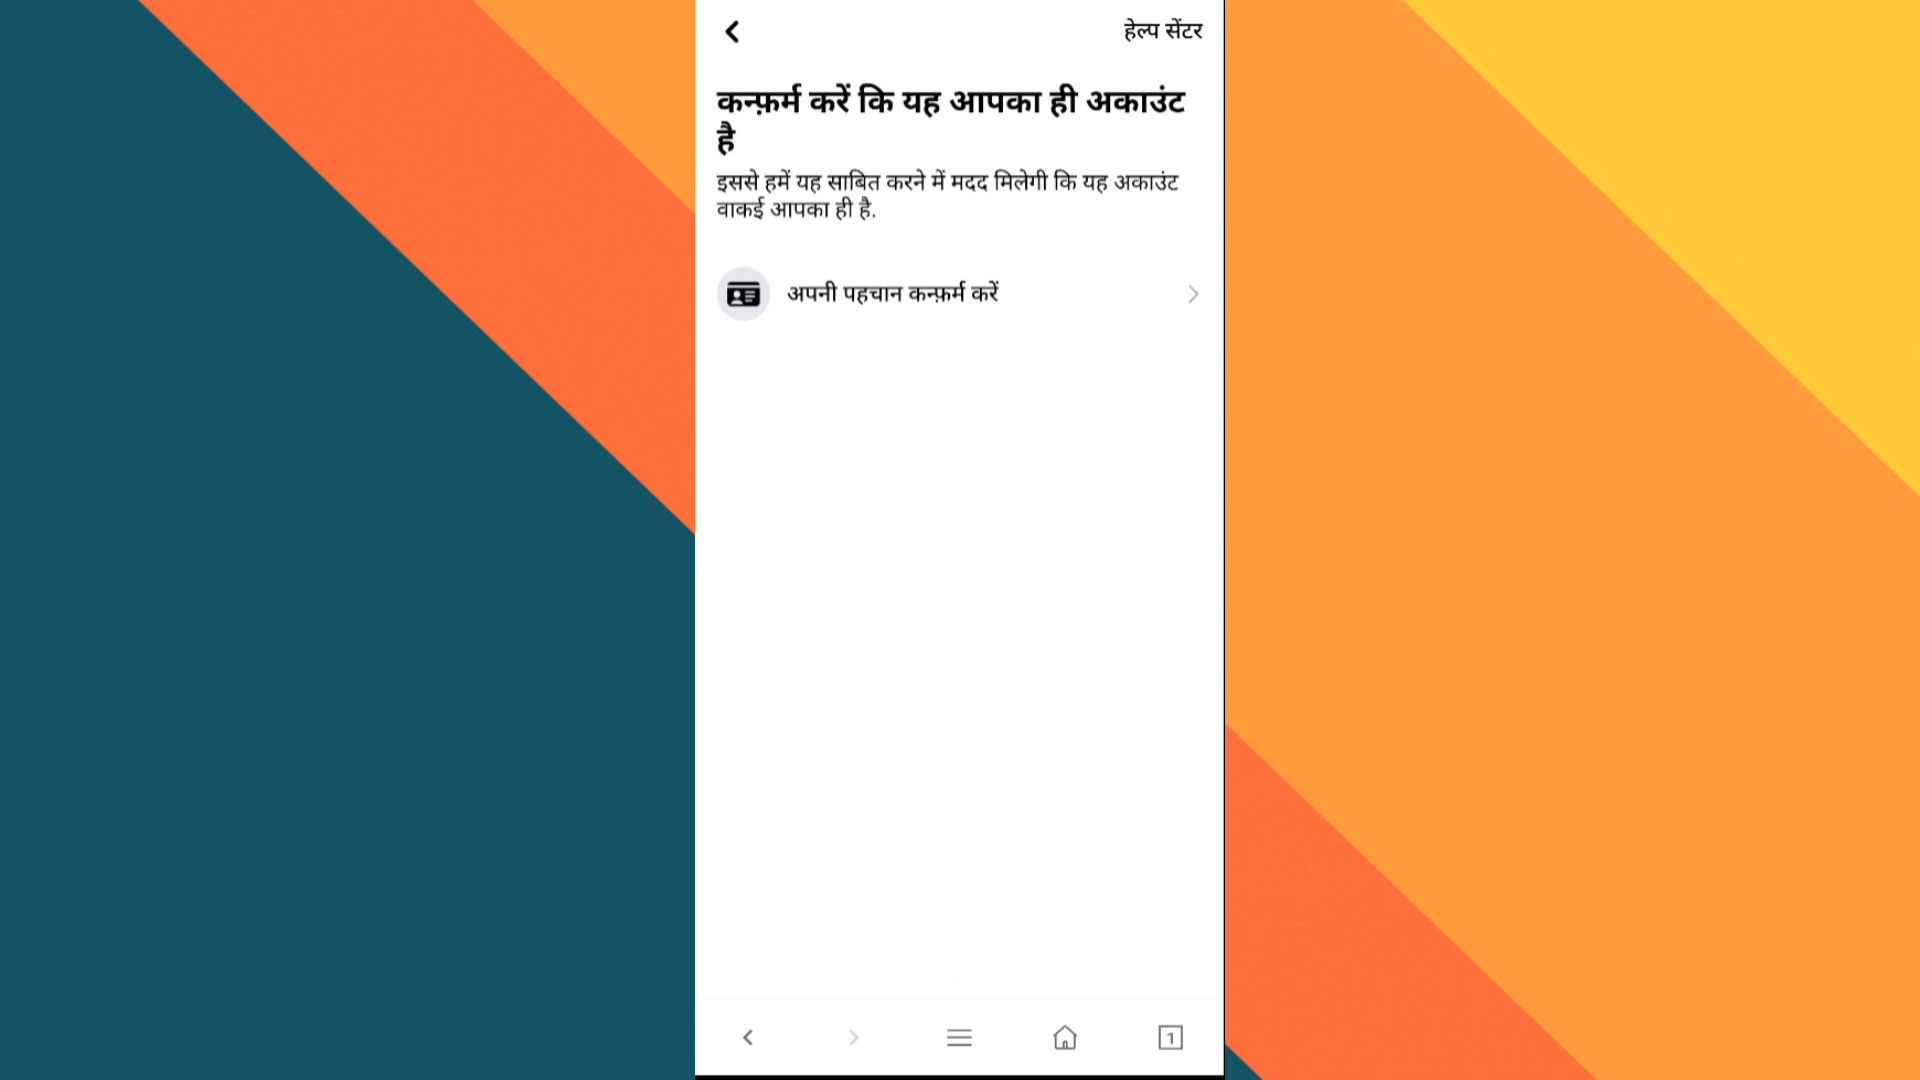 हेल्प सेंटर
कन्फ़र्म करें कि यह आपका ही अकाउंट
है
इससे हमें यह साबित करने में मदद मिलेगी कि यह अकाउंट
वाकई आपका ही है.
अपनी पहचान कन्फ़र्म करें
1